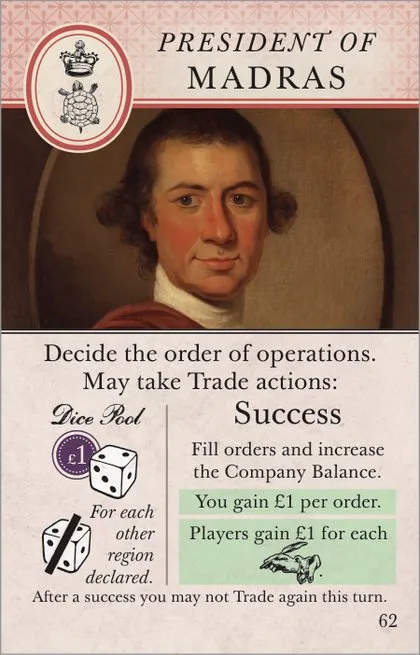 PRESIDENT OF
MADRAS
Decide the order of operations.
May take Trade actions:
Dice Pool
Success
£1
For each
other
region
declared.
Fill orders and increase
the Company Balance.
You gain £1 per order.
Players gain £1 for each
.
After a success you may not Trade again this turn.
62